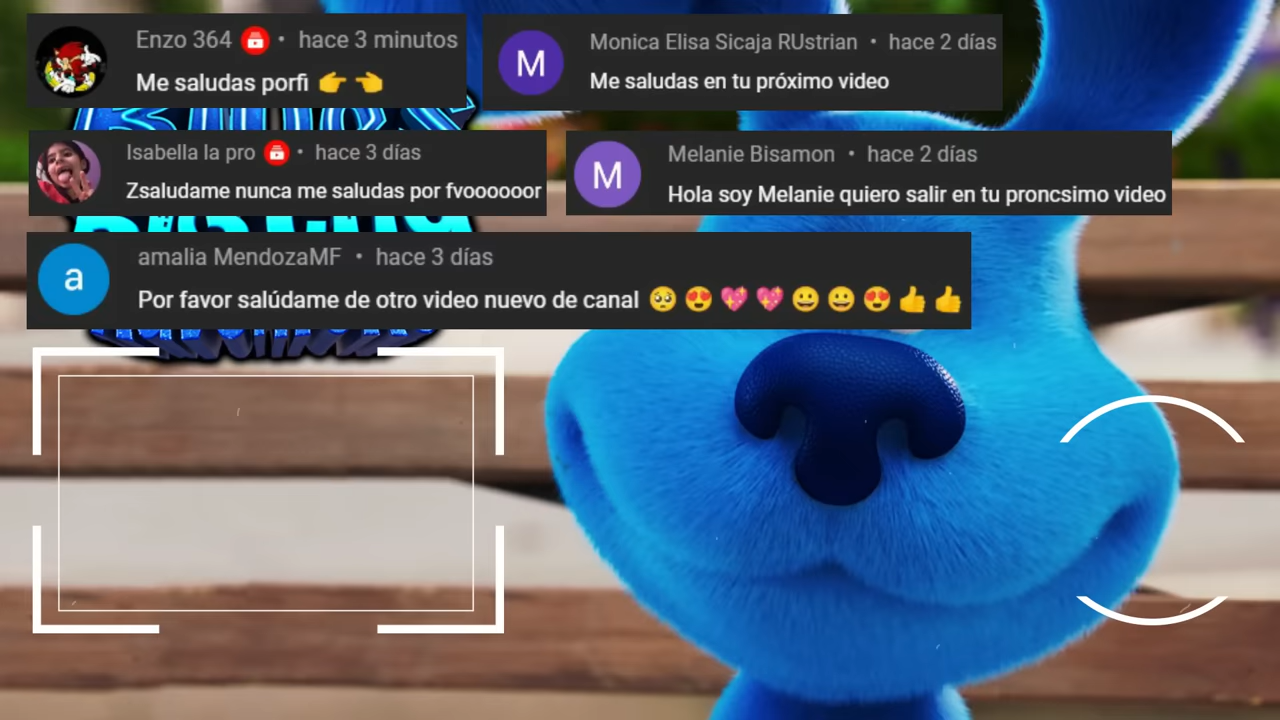 Enzo 364 • hace 3 minutos
Me saludas porfi 👉 👈
M
Monica Elisa Sicaja RUstrian • hace 2 días
Me saludas en tu próximo video
Isabella la pro • hace 3 días
Zsaludame nunca me saludas por fvoooooor
M
Melanie Bisamon • hace 2 días
Hola soy Melanie quiero salir en tu proncsimo video
a
amalia MendozaMF • hace 3 días
Por favor salúdame de otro video nuevo de canal 🥺 😍 💖 💖 😀 😀 😍 👍 👍